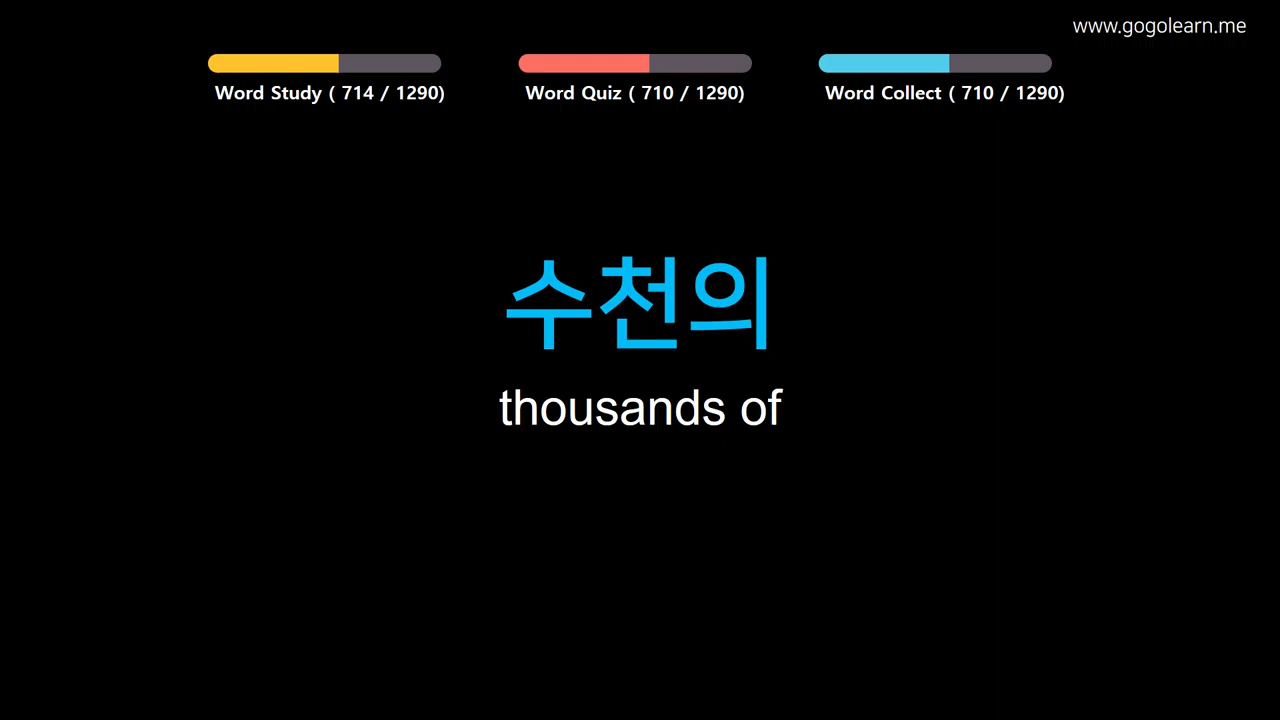 www.gogolearn.me
Word Study ( 714 / 1290)
Word Quiz ( 710 / 1290)
Word Collect ( 710 / 1290)
수천의
thousands of